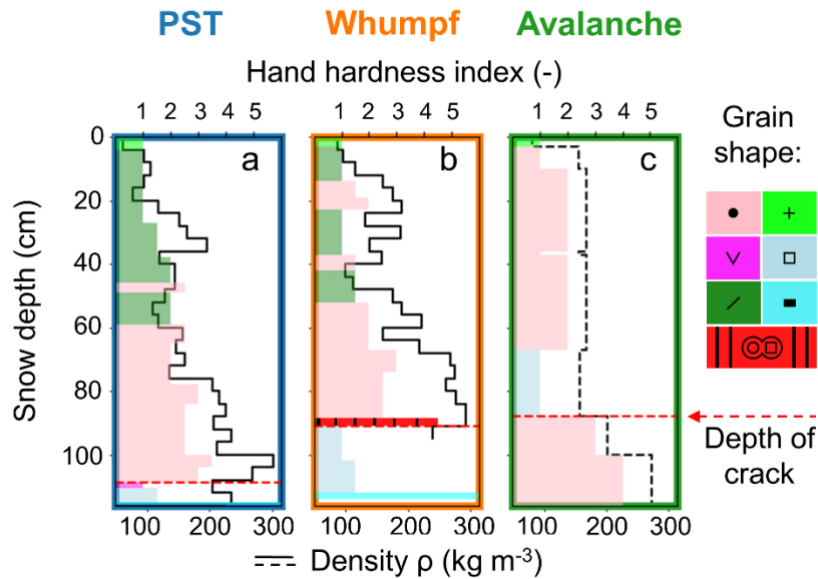 PST Whumpf Avalanche
Hand hardness index (-)
1 2 3 4 5 1 2 3 4 5 1 2 3 4 5
Grain
shape:
a b c
0
20
40
60
80
100
Snow depth (cm)
Depth of
crack
100 200 300 100 200 300 100 200 300
Density ρ (kg m-3)